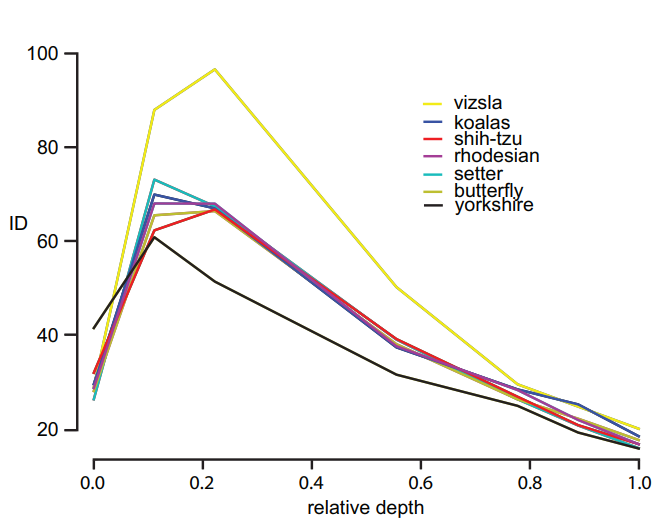 100
80
60
40
20
ID
vizsla
koalas
shih-tzu
rhodesian
setter
butterfly
yorkshire
0.0 0.2 0.4 0.6 0.8 1.0
relative depth